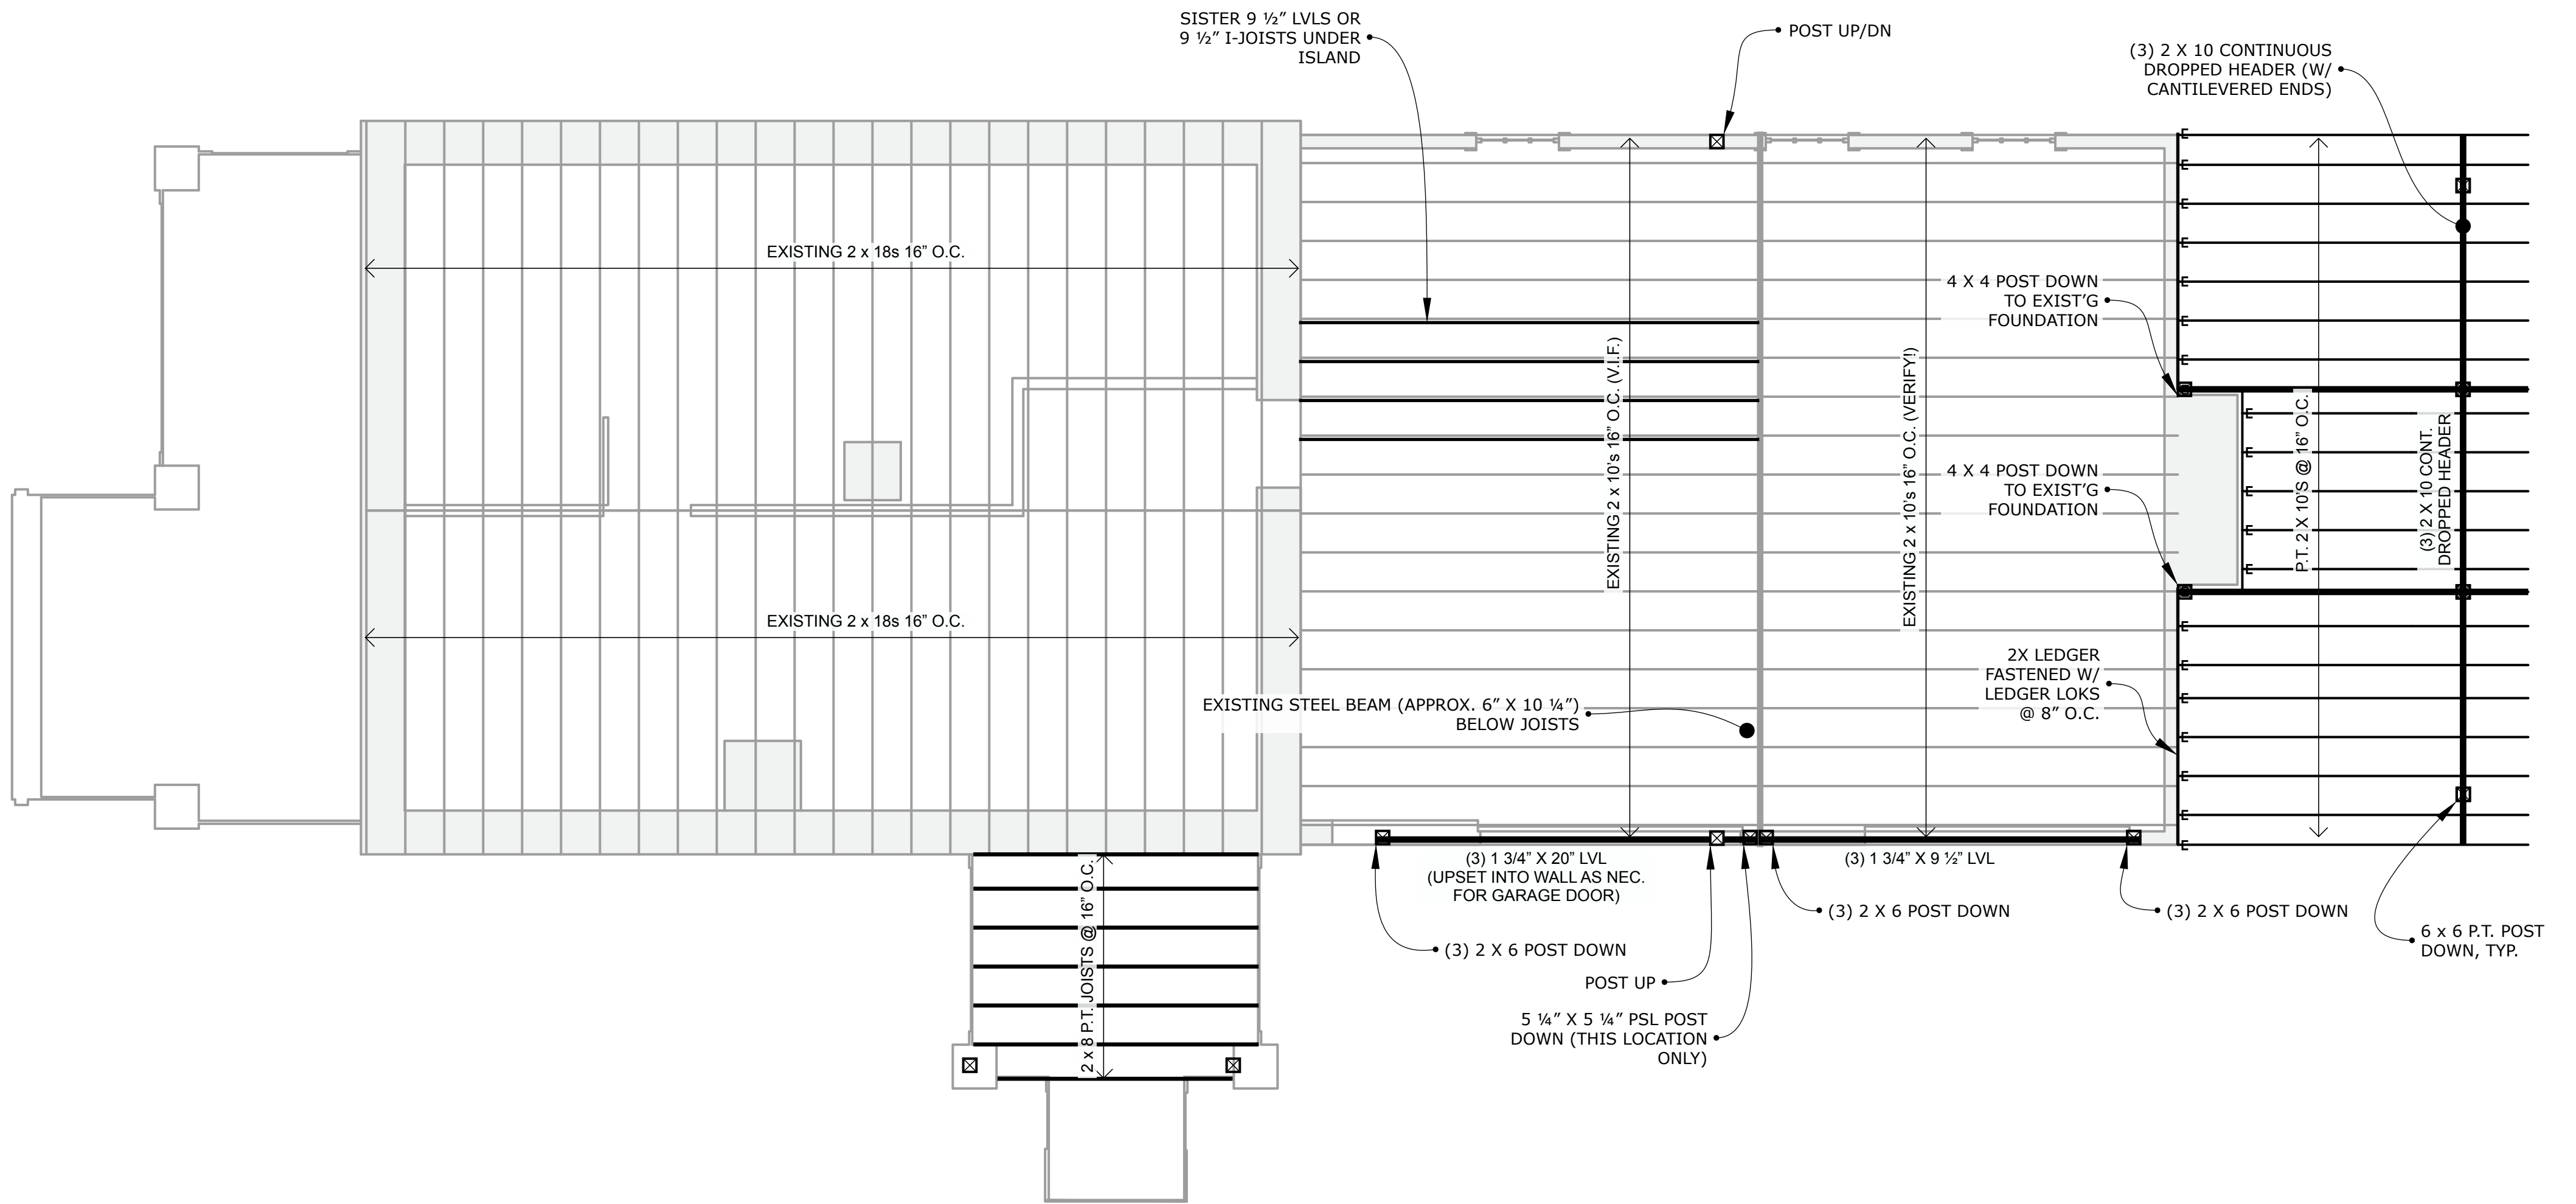 SISTER 9 ½” LVLS OR
9 ½” I-JOISTS UNDER
ISLAND
POST UP/DN
(3) 2 X 10 CONTINUOUS
DROPPED HEADER (W/
CANTILEVERED ENDS)
EXISTING 2 x 18s 16” O.C.
4 X 4 POST DOWN
TO EXIST’G
FOUNDATION
EXISTING 2 x 10’s 16” O.C. (V.I.F.)
EXISTING 2 x 10’s 16” O.C. (VERIFY!)
P.T. 2 X 10’S @ 16” O.C.
(3) 2 X 10 CONT.
DROPPED HEADER
4 X 4 POST DOWN
TO EXIST’G
FOUNDATION
EXISTING 2 x 18s 16” O.C.
2X LEDGER
FASTENED W/
LEDGER LOKS
@ 8” O.C.
EXISTING STEEL BEAM (APPROX. 6” X 10 ¼”)
BELOW JOISTS
(3) 1 3/4” X 20” LVL
(UPSET INTO WALL AS NEC.
FOR GARAGE DOOR)
(3) 1 3/4” X 9 ½” LVL
2 x 8 P.T. JOISTS @ 16” O.C.
(3) 2 X 6 POST DOWN
(3) 2 X 6 POST DOWN
(3) 2 X 6 POST DOWN
6 x 6 P.T. POST
DOWN, TYP.
POST UP
5 ¼” X 5 ¼” PSL POST
DOWN (THIS LOCATION
ONLY)